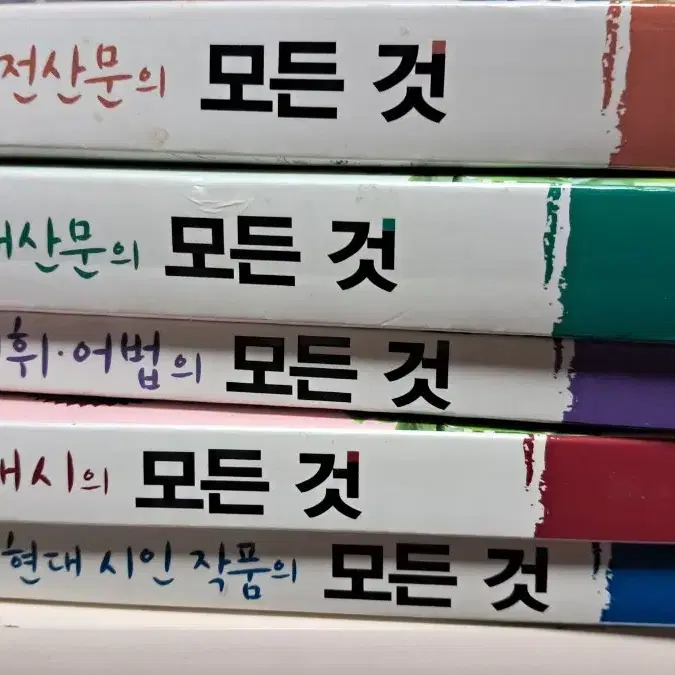 전산문의 모든 것
산문의 모든 것
휘·어법의 모든 것
시의 모든 것
현대 시인 작품의 모든 것